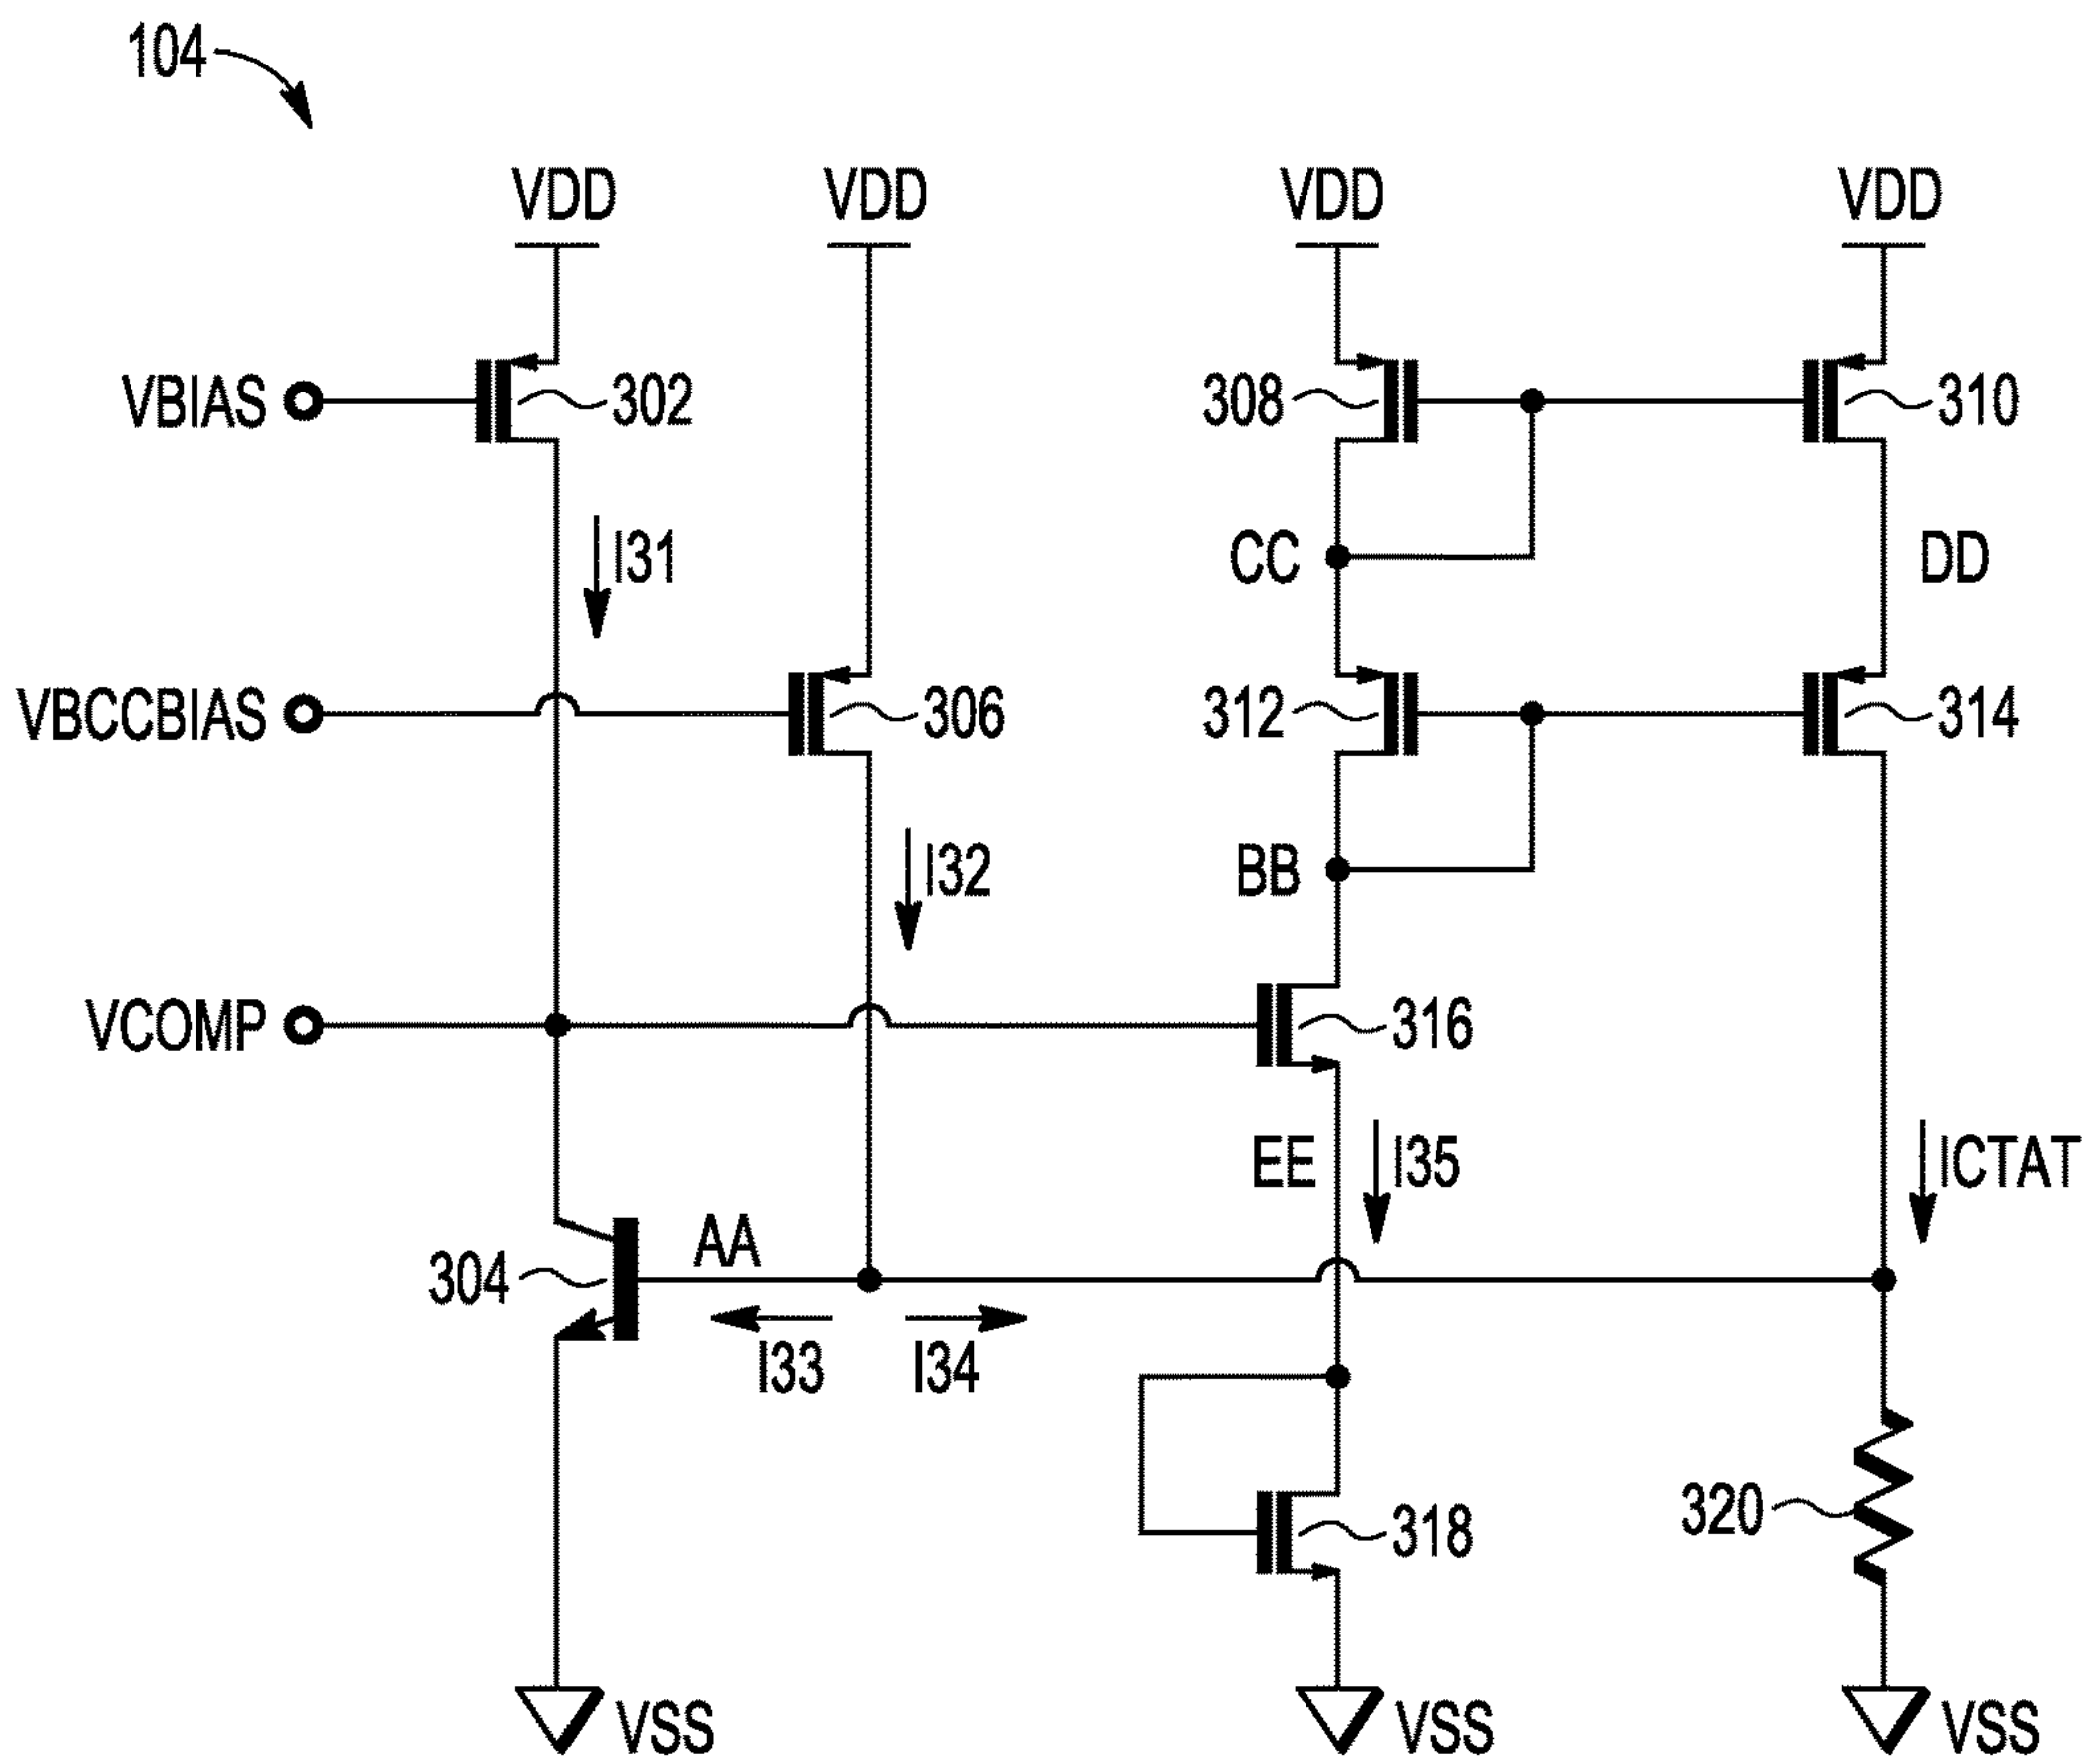 104
VDD VDD VDD VDD
VBIAS 302 308 310
I31 CC DD
VBCCBIAS 306 312 314
I32 BB
VCOMP 316
EE I35 ICTAT
304 AA
I33 I34
320 318
VSS VSS VSS